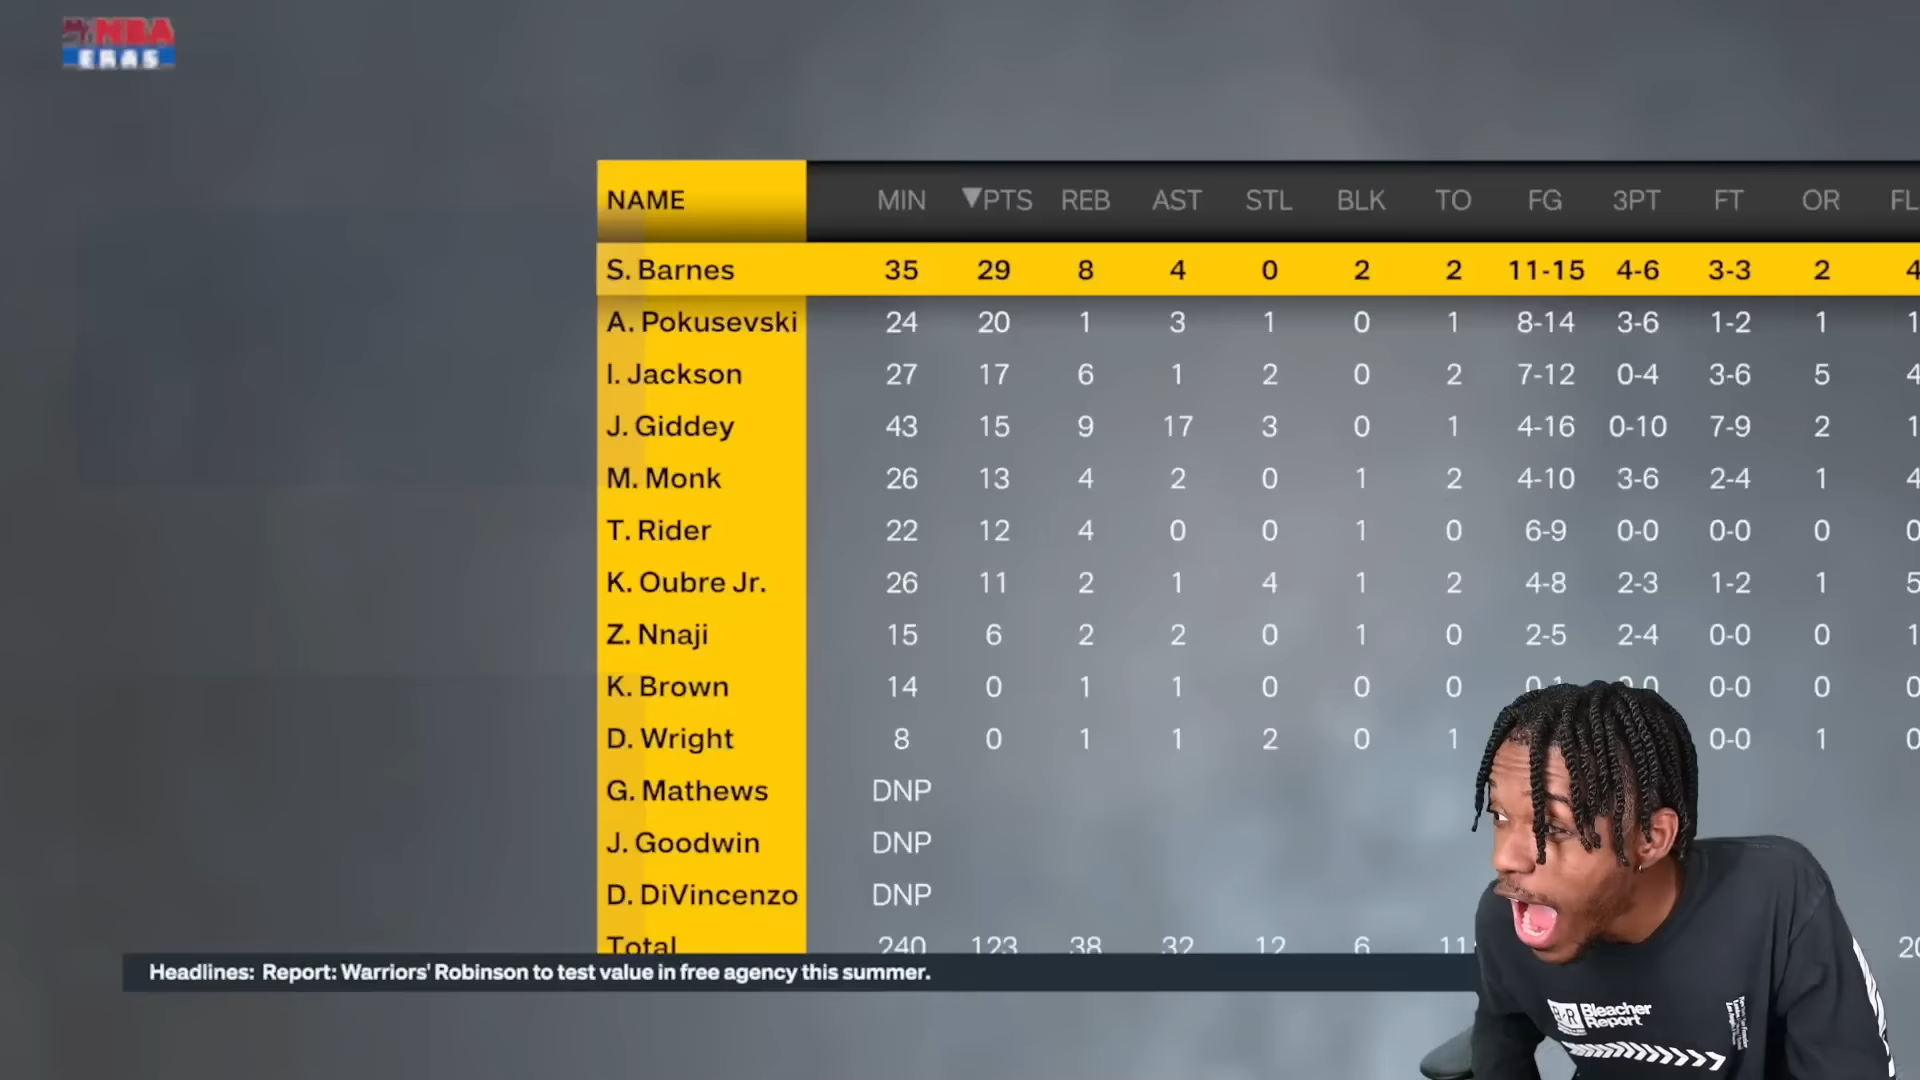 MyNBA
ERAS
NAME MIN ▼PTS REB AST STL BLK TO FG 3PT FT OR FL
S. Barnes 35 29 8 4 0 2 2 11-15 4-6 3-3 2 4
A. Pokusevski 24 20 1 3 1 0 1 8-14 3-6 1-2 1 1
I. Jackson 27 17 6 1 2 0 2 7-12 0-4 3-6 5 4
J. Giddey 43 15 9 17 3 0 1 4-16 0-10 7-9 2 1
M. Monk 26 13 4 2 0 1 2 4-10 3-6 2-4 1 4
T. Rider 22 12 4 0 0 1 0 6-9 0-0 0-0 0 0
K. Oubre Jr. 26 11 2 1 4 1 2 4-8 2-3 1-2 1 5
Z. Nnaji 15 6 2 2 0 1 0 2-5 2-4 0-0 0 1
K. Brown 14 0 1 1 0 0 0 0-1 0-0 0-0 0 0
D. Wright 8 0 1 1 2 0 1 0-0 1 0
G. Mathews DNP
J. Goodwin DNP
D. DiVincenzo DNP
Total 240 123 38 32 12 6 11 20
Headlines: Report: Warriors' Robinson to test value in free agency this summer.
B R Bleacher
Report